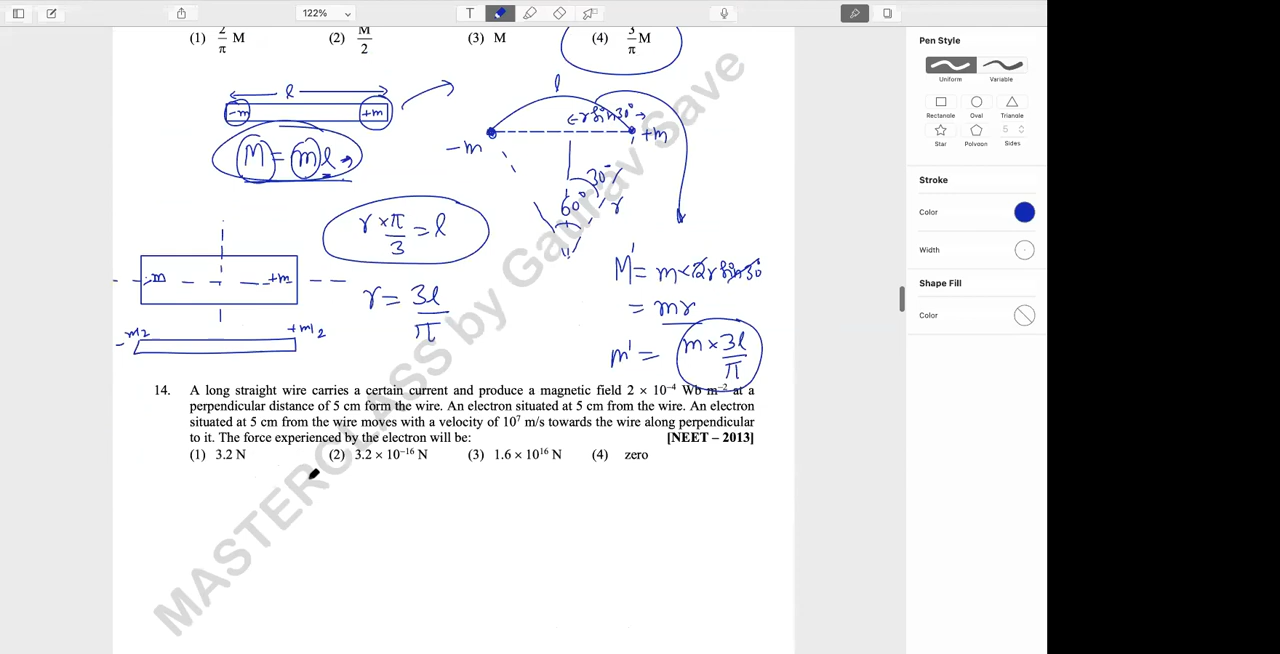 122%
T
(1) 2/π M (2) M/2 (3) M (4) 3/π M
Pen Style
Uniform Variable
Rectangle Oval Triangle
Star Polygon 5 Sides
Stroke
Color
Width
Shape Fill
Color
l
-m +m
M = ml
l
r sin 30°
-m +m
30°
60° r
r × π/3 = l
r = 3l/π
-m +m
-m/2 +m/2
M' = m × 2r sin 30°
= mr
m' = m × 3l/π
14. A long straight wire carries a certain current and produce a magnetic field 2 × 10⁻⁴ Wb m⁻² at a
perpendicular distance of 5 cm form the wire. An electron situated at 5 cm from the wire. An electron
situated at 5 cm from the wire moves with a velocity of 10⁷ m/s towards the wire along perpendicular
to it. The force experienced by the electron will be: [NEET – 2013]
(1) 3.2 N (2) 3.2 × 10⁻¹⁶ N (3) 1.6 × 10¹⁶ N (4) zero
MASTERCLASS by Gaurav Save